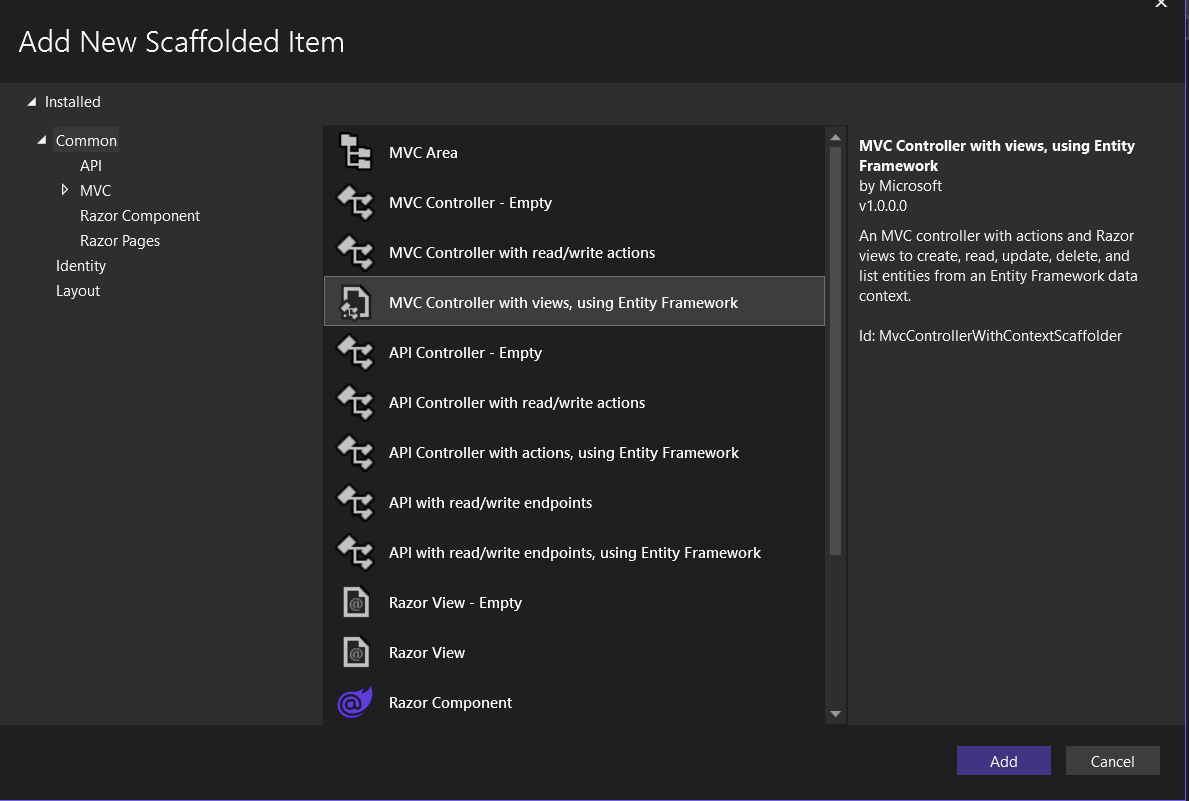 Add New Scaffolded Item
Installed
Common
API
MVC
Razor Component
Razor Pages
Identity
Layout
MVC Area
MVC Controller - Empty
MVC Controller with read/write actions
MVC Controller with views, using Entity Framework
API Controller - Empty
API Controller with read/write actions
API Controller with actions, using Entity Framework
API with read/write endpoints
API with read/write endpoints, using Entity Framework
Razor View - Empty
Razor View
Razor Component
MVC Controller with views, using Entity
Framework
by Microsoft
v1.0.0.0
An MVC controller with actions and Razor
views to create, read, update, delete, and
list entities from an Entity Framework data
context.
Id: MvcControllerWithContextScaffolder
Add
Cancel